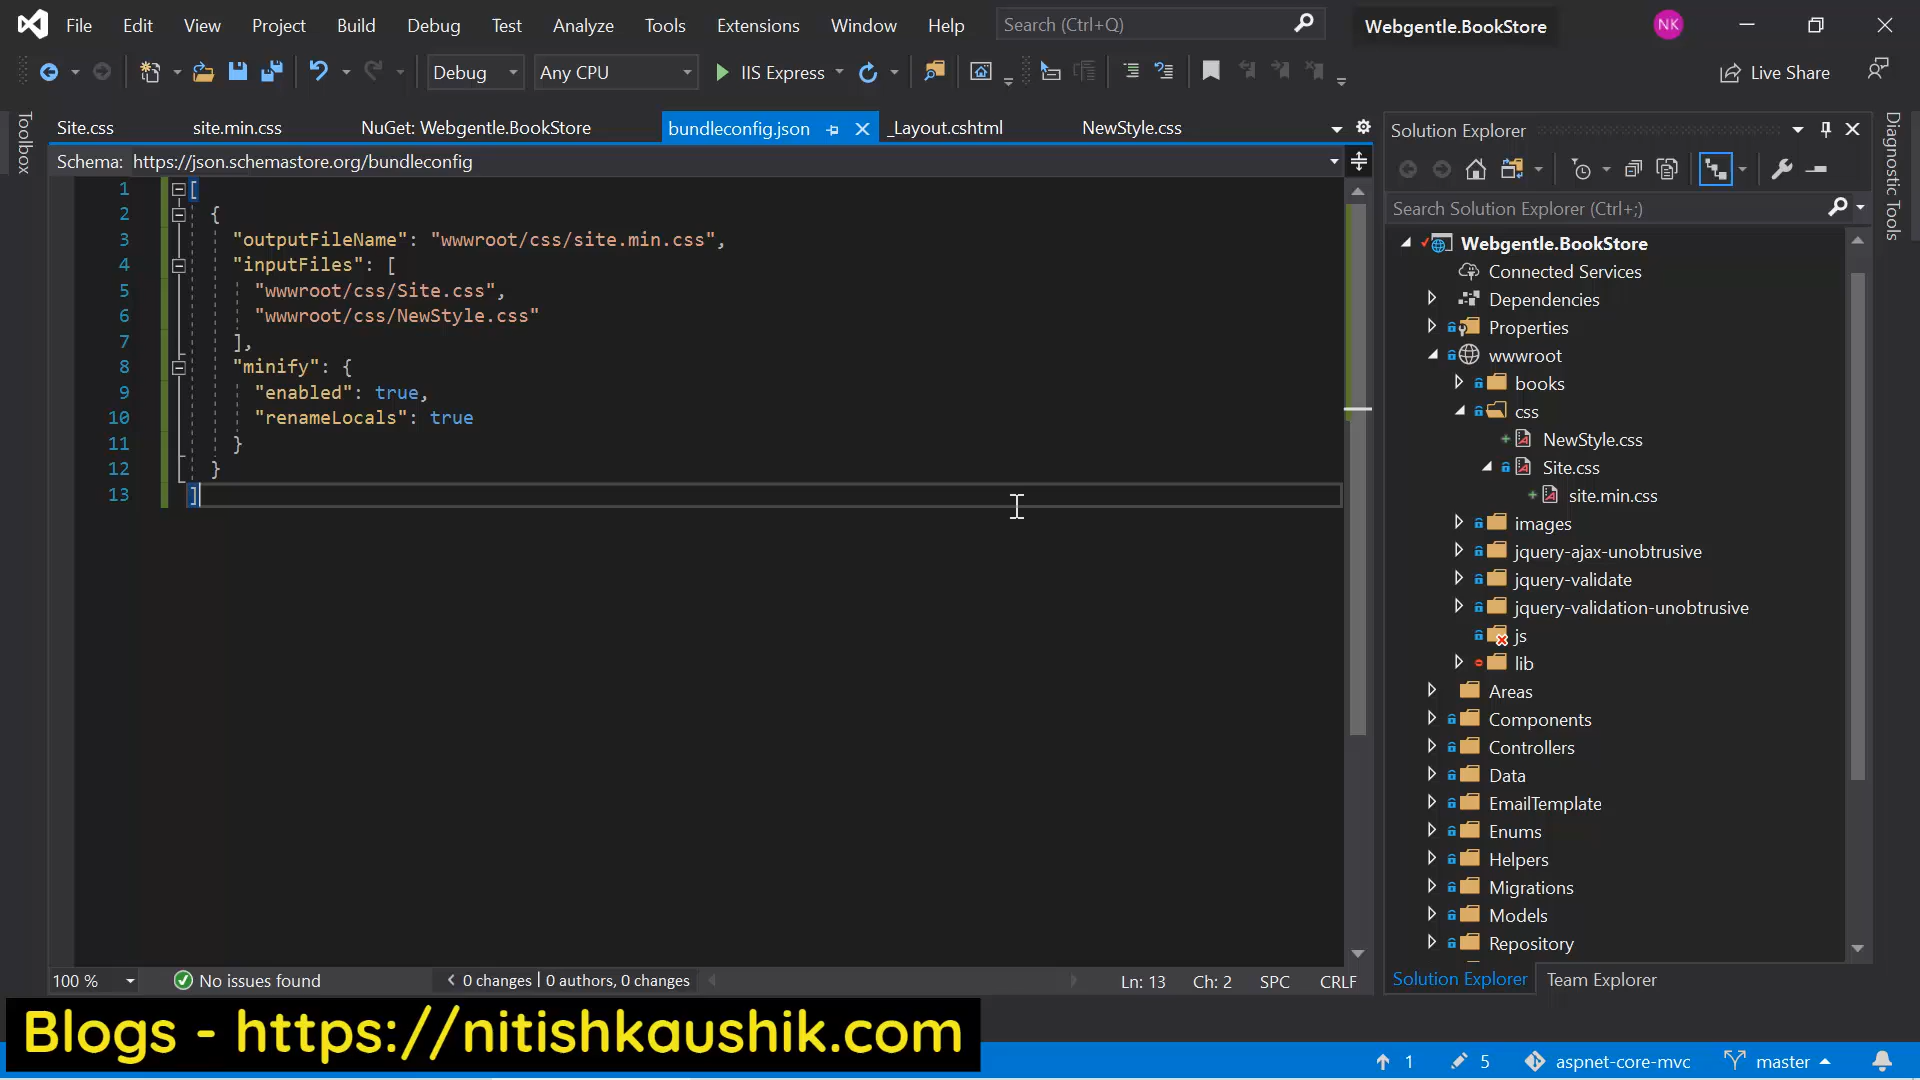 File Edit View Project Build Debug Test Analyze Tools Extensions Window Help Search (Ctrl+Q) Webgentle.BookStore NK
Debug Any CPU IIS Express Live Share
Toolbox
Site.css site.min.css NuGet: Webgentle.BookStore bundleconfig.json _Layout.cshtml NewStyle.css
Schema: https://json.schemastore.org/bundleconfig
1 [
2 {
3 "outputFileName": "wwwroot/css/site.min.css",
4 "inputFiles": [
5 "wwwroot/css/Site.css",
6 "wwwroot/css/NewStyle.css"
7 ],
8 "minify": {
9 "enabled": true,
10 "renameLocals": true
11 }
12 }
13 ]
100 % No issues found 0 changes | 0 authors, 0 changes Ln: 13 Ch: 2 SPC CRLF
Solution Explorer
Search Solution Explorer (Ctrl+;)
Webgentle.BookStore
Connected Services
Dependencies
Properties
wwwroot
books
css
NewStyle.css
Site.css
site.min.css
images
jquery-ajax-unobtrusive
jquery-validate
jquery-validation-unobtrusive
js
lib
Areas
Components
Controllers
Data
EmailTemplate
Enums
Helpers
Migrations
Models
Repository
Solution Explorer Team Explorer
Diagnostic Tools
Blogs - https://nitishkaushik.com
1 5 aspnet-core-mvc master